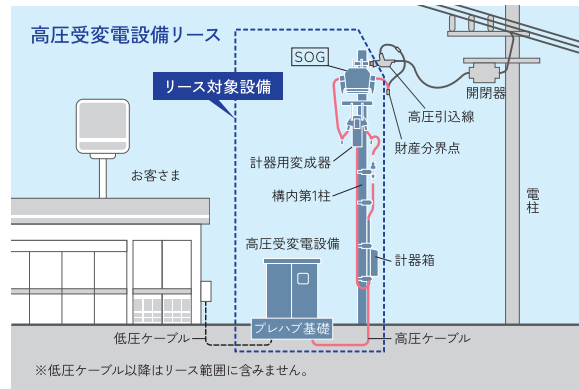 高圧受変電設備リース
SOG
リース対象設備
開閉器
高圧引込線
財産分界点
計器用変成器
お客さま
構内第1柱
電柱
高圧受変電設備
計器箱
プレハブ基礎
低圧ケーブル
高圧ケーブル
※低圧ケーブル以降はリース範囲に含みません。